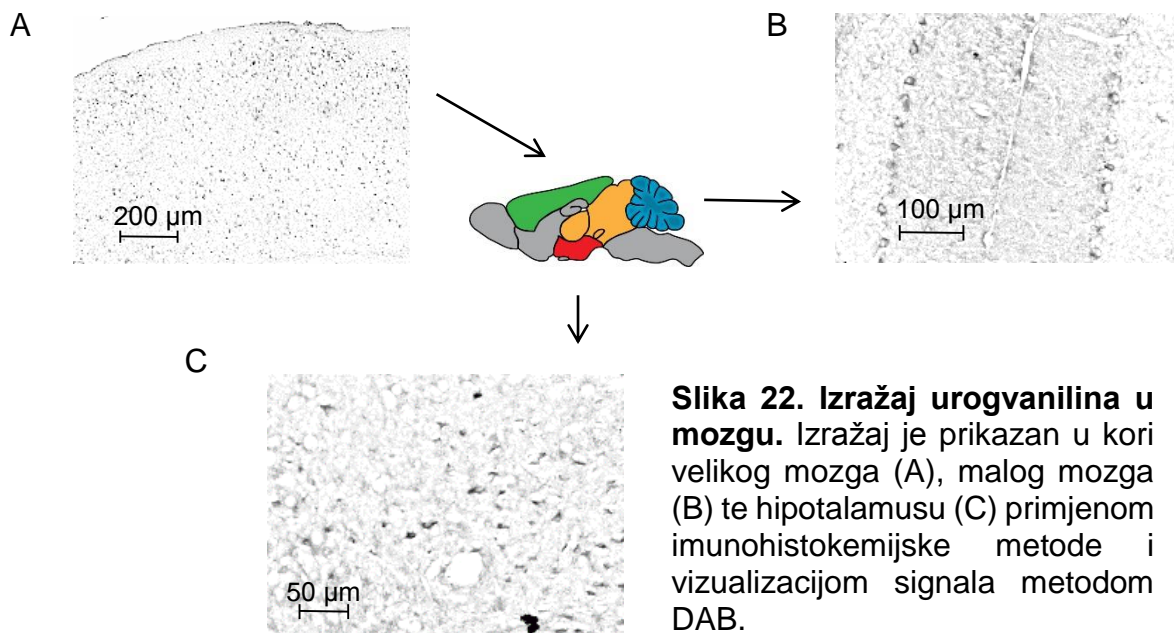 A
B
200 µm
100 µm
C
50 µm
Slika 22. Izražaj urogvanilina u
mozgu. Izražaj je prikazan u kori
velikog mozga (A), malog mozga
(B) te hipotalamusu (C) primjenom
imunohistokemijske metode i
vizualizacijom signala metodom
DAB.